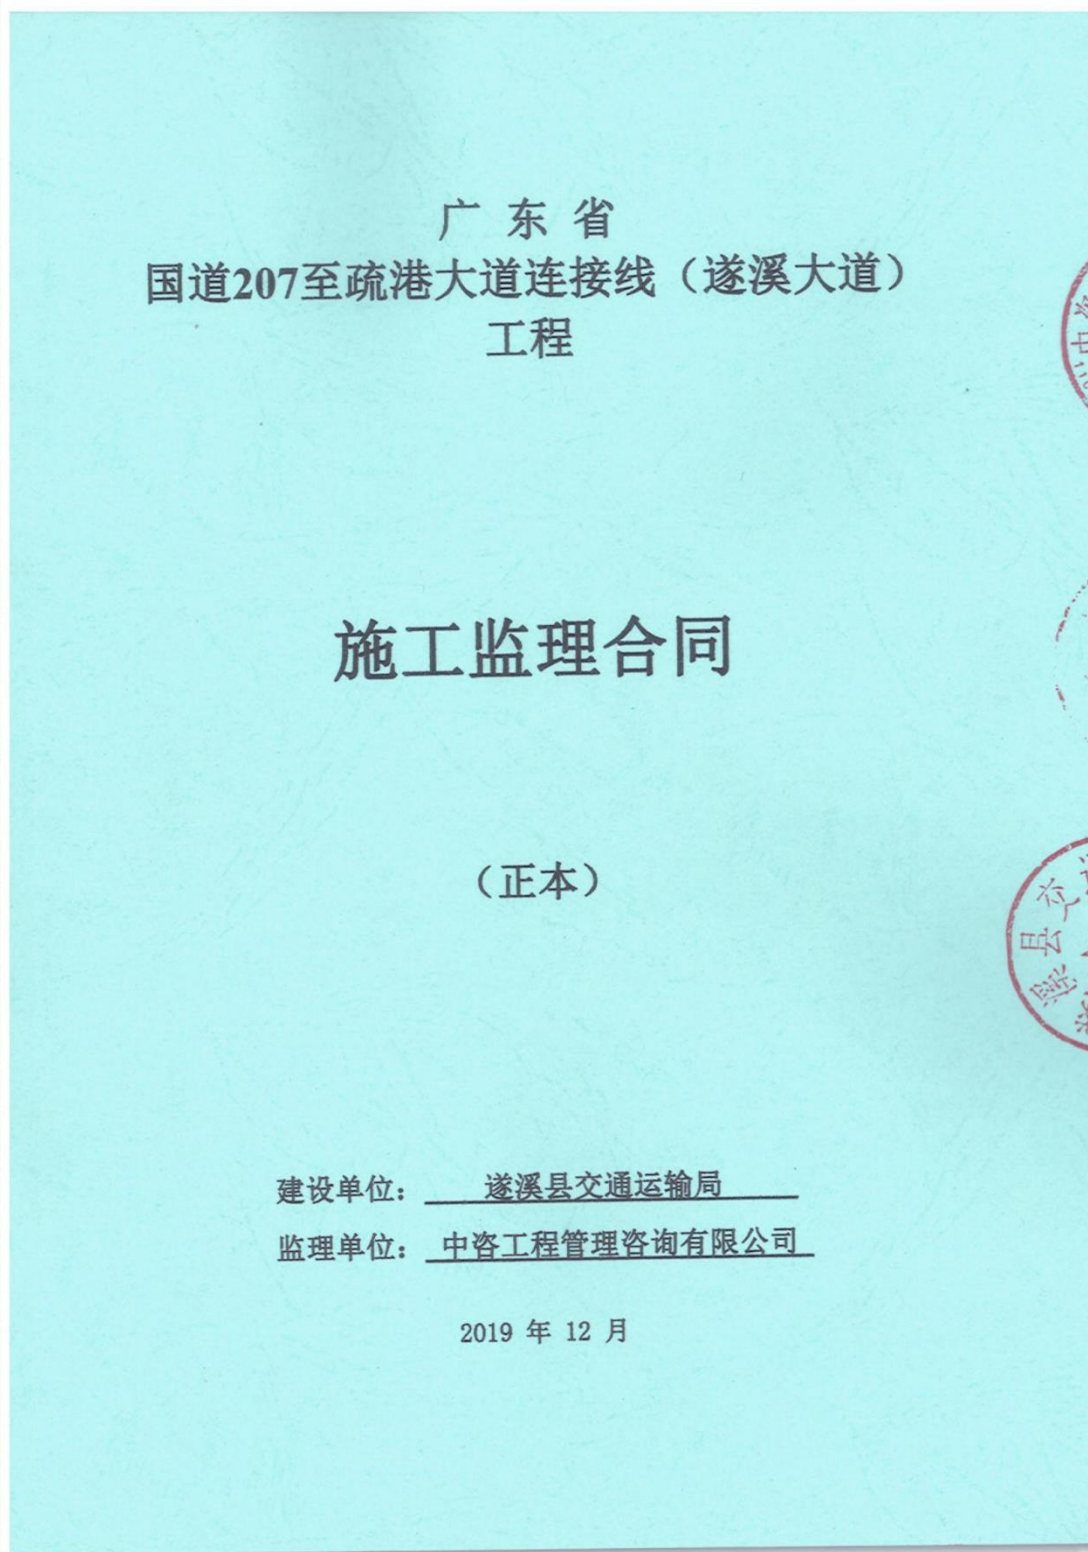 广东省
国道207至疏港大道连接线（遂溪大道）
工程
施工监理合同
（正本）
县交
建设单位：遂溪县交通运输局
监理单位：中咨工程管理咨询有限公司
2019 年 12 月